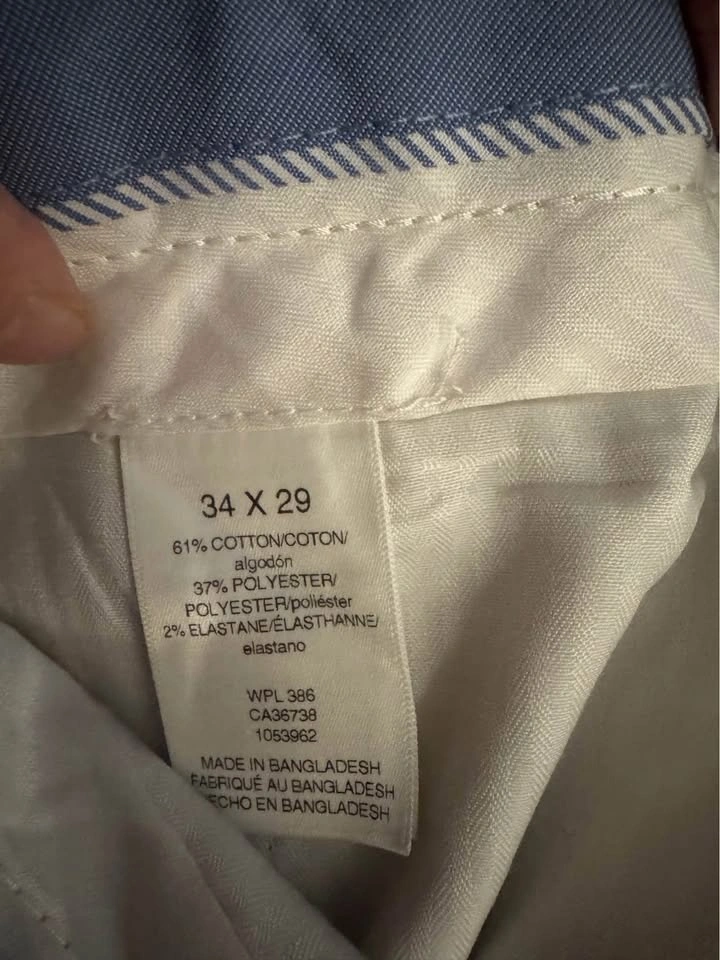 34 X 29
61% COTTON/COTON/
algodón
37% POLYESTER/
POLYESTER/poliéster
2% ELASTANE/ÉLASTHANNE/
elastano
WPL 386
CA36738
1053962
MADE IN BANGLADESH
FABRIQUÉ AU BANGLADESH
ECHO EN BANGLADESH